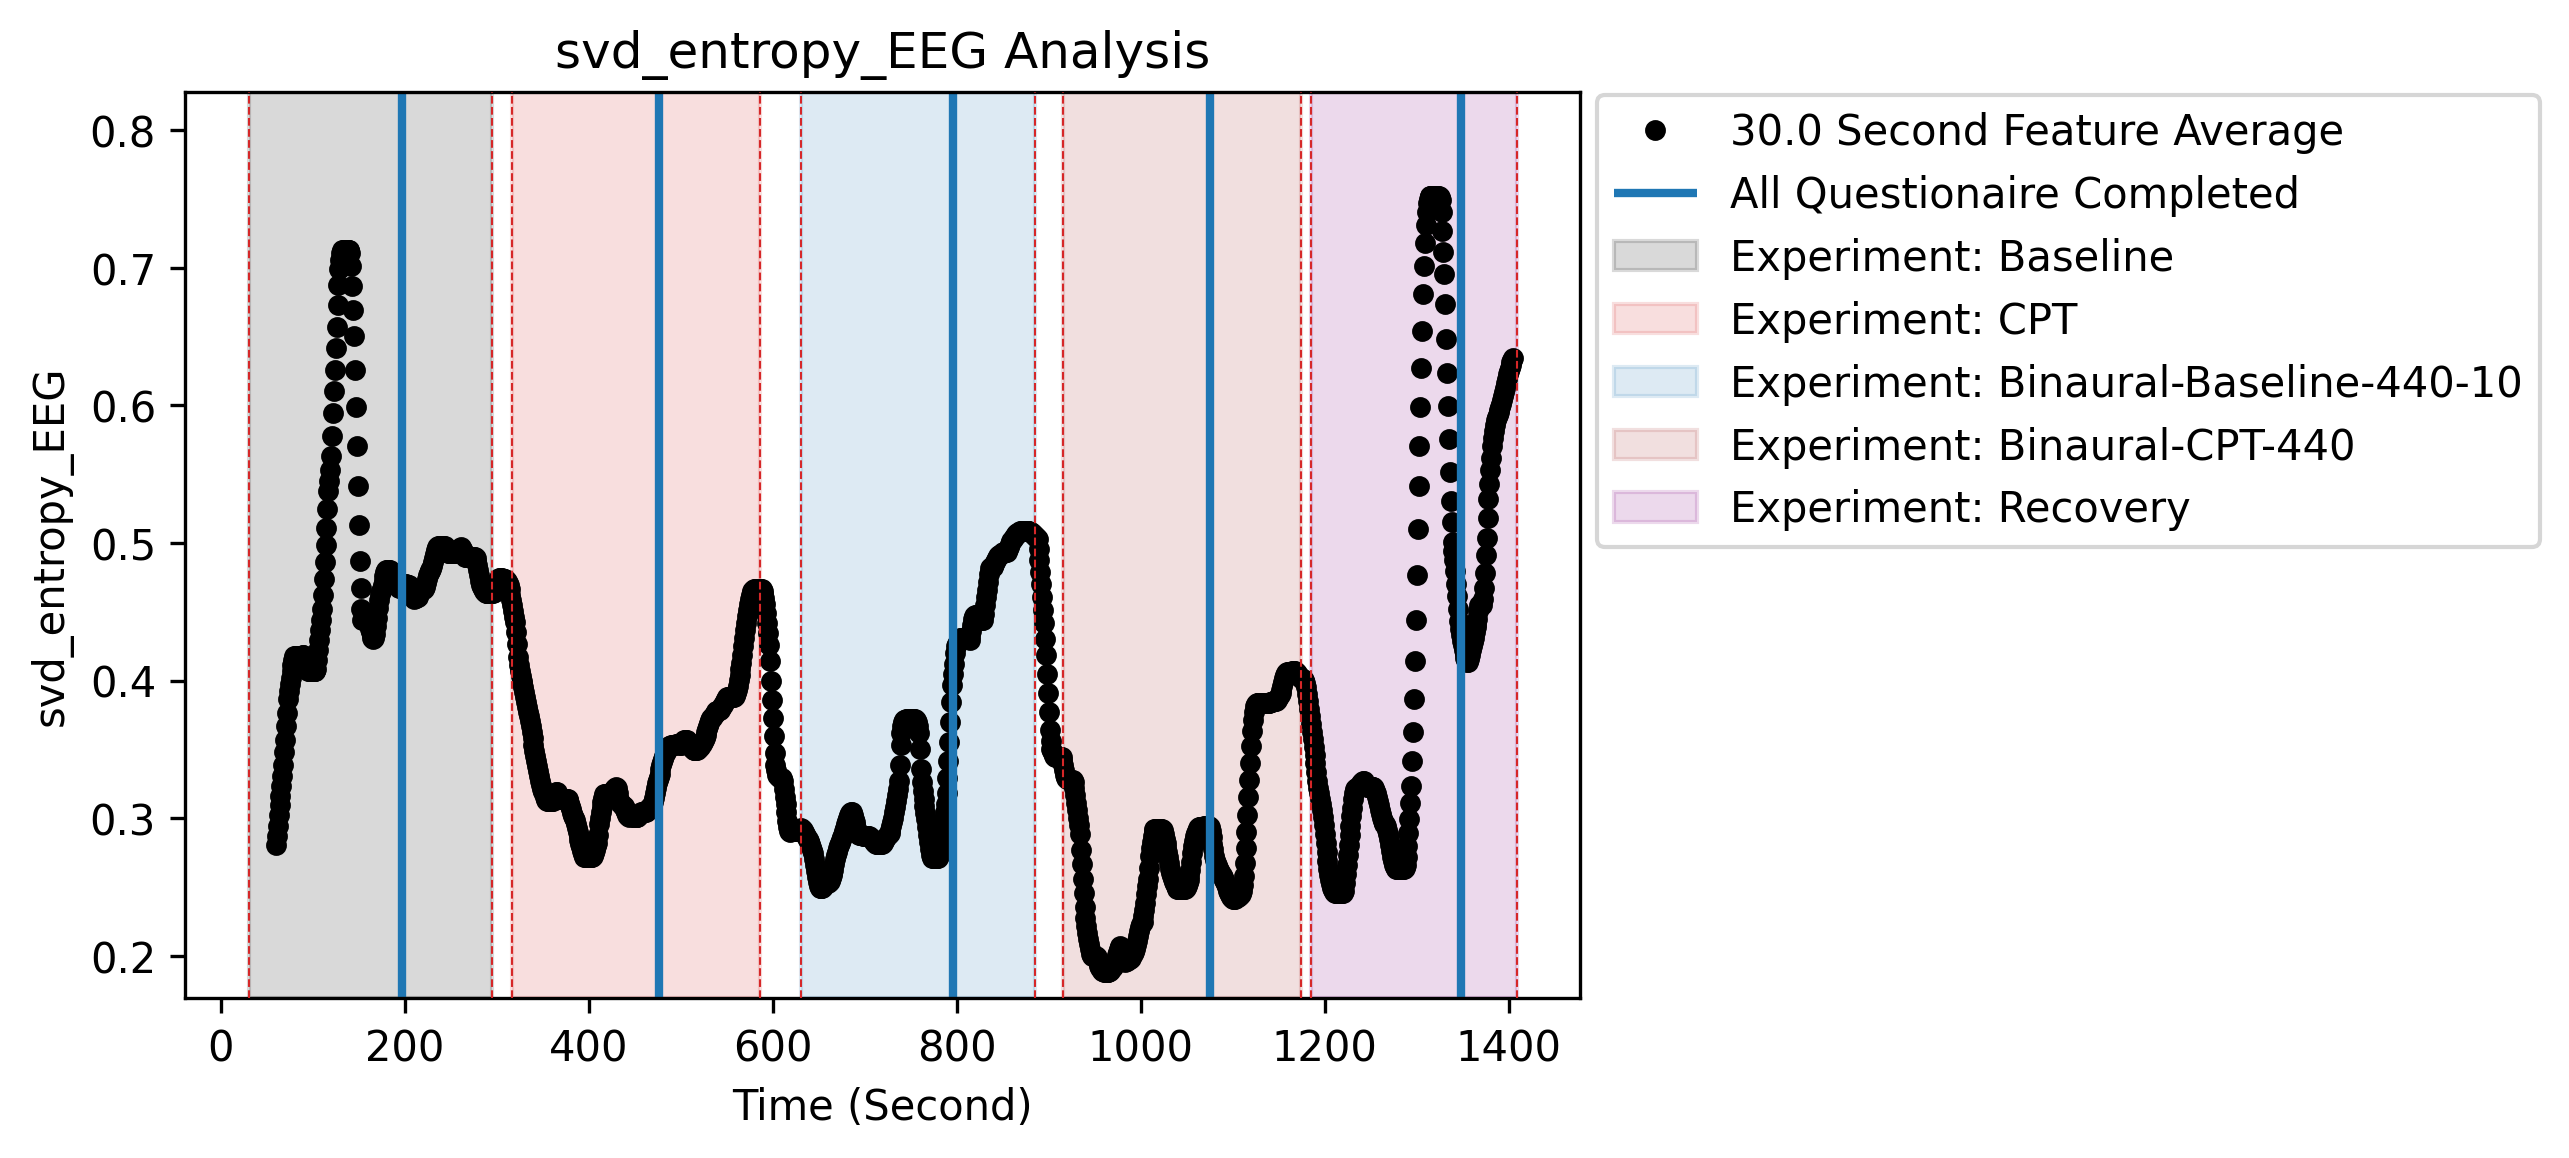 svd_entropy_EEG Analysis
svd_entropy_EEG
0.8
0.7
0.6
0.5
0.4
0.3
0.2
0 200 400 600 800 1000 1200 1400
Time (Second)
30.0 Second Feature Average
All Questionaire Completed
Experiment: Baseline
Experiment: CPT
Experiment: Binaural-Baseline-440-10
Experiment: Binaural-CPT-440
Experiment: Recovery